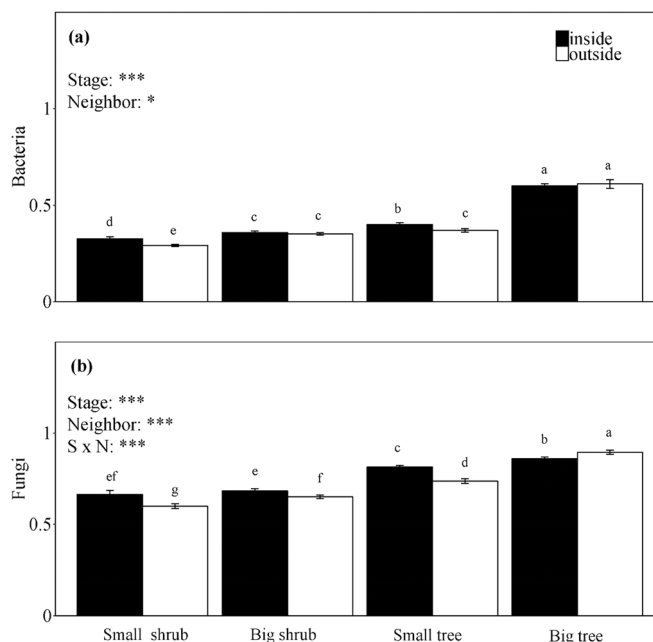 (a)
inside
outside
Stage: ***
Neighbor: *
1
0.5
0
Bacteria
d
e
c
c
b
c
a
a
(b)
Stage: ***
Neighbor: ***
S x N: ***
1
0.5
0
Fungi
ef
g
e
f
c
d
b
a
Small shrub
Big shrub
Small tree
Big tree